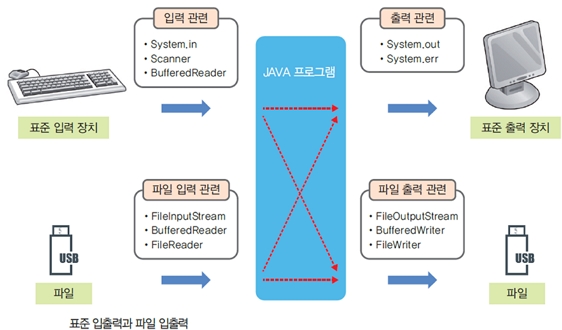 입력 관련
• System.in
• Scanner
• BufferedReader
표준 입력 장치
JAVA 프로그램
출력 관련
• System.out
• System.err
표준 출력 장치
파일 입력 관련
• FileInputStream
• BufferedReader
• FileReader
USB
파일
파일 출력 관련
• FileOutputStream
• BufferedWriter
• FileWriter
USB
파일
표준 입출력과 파일 입출력